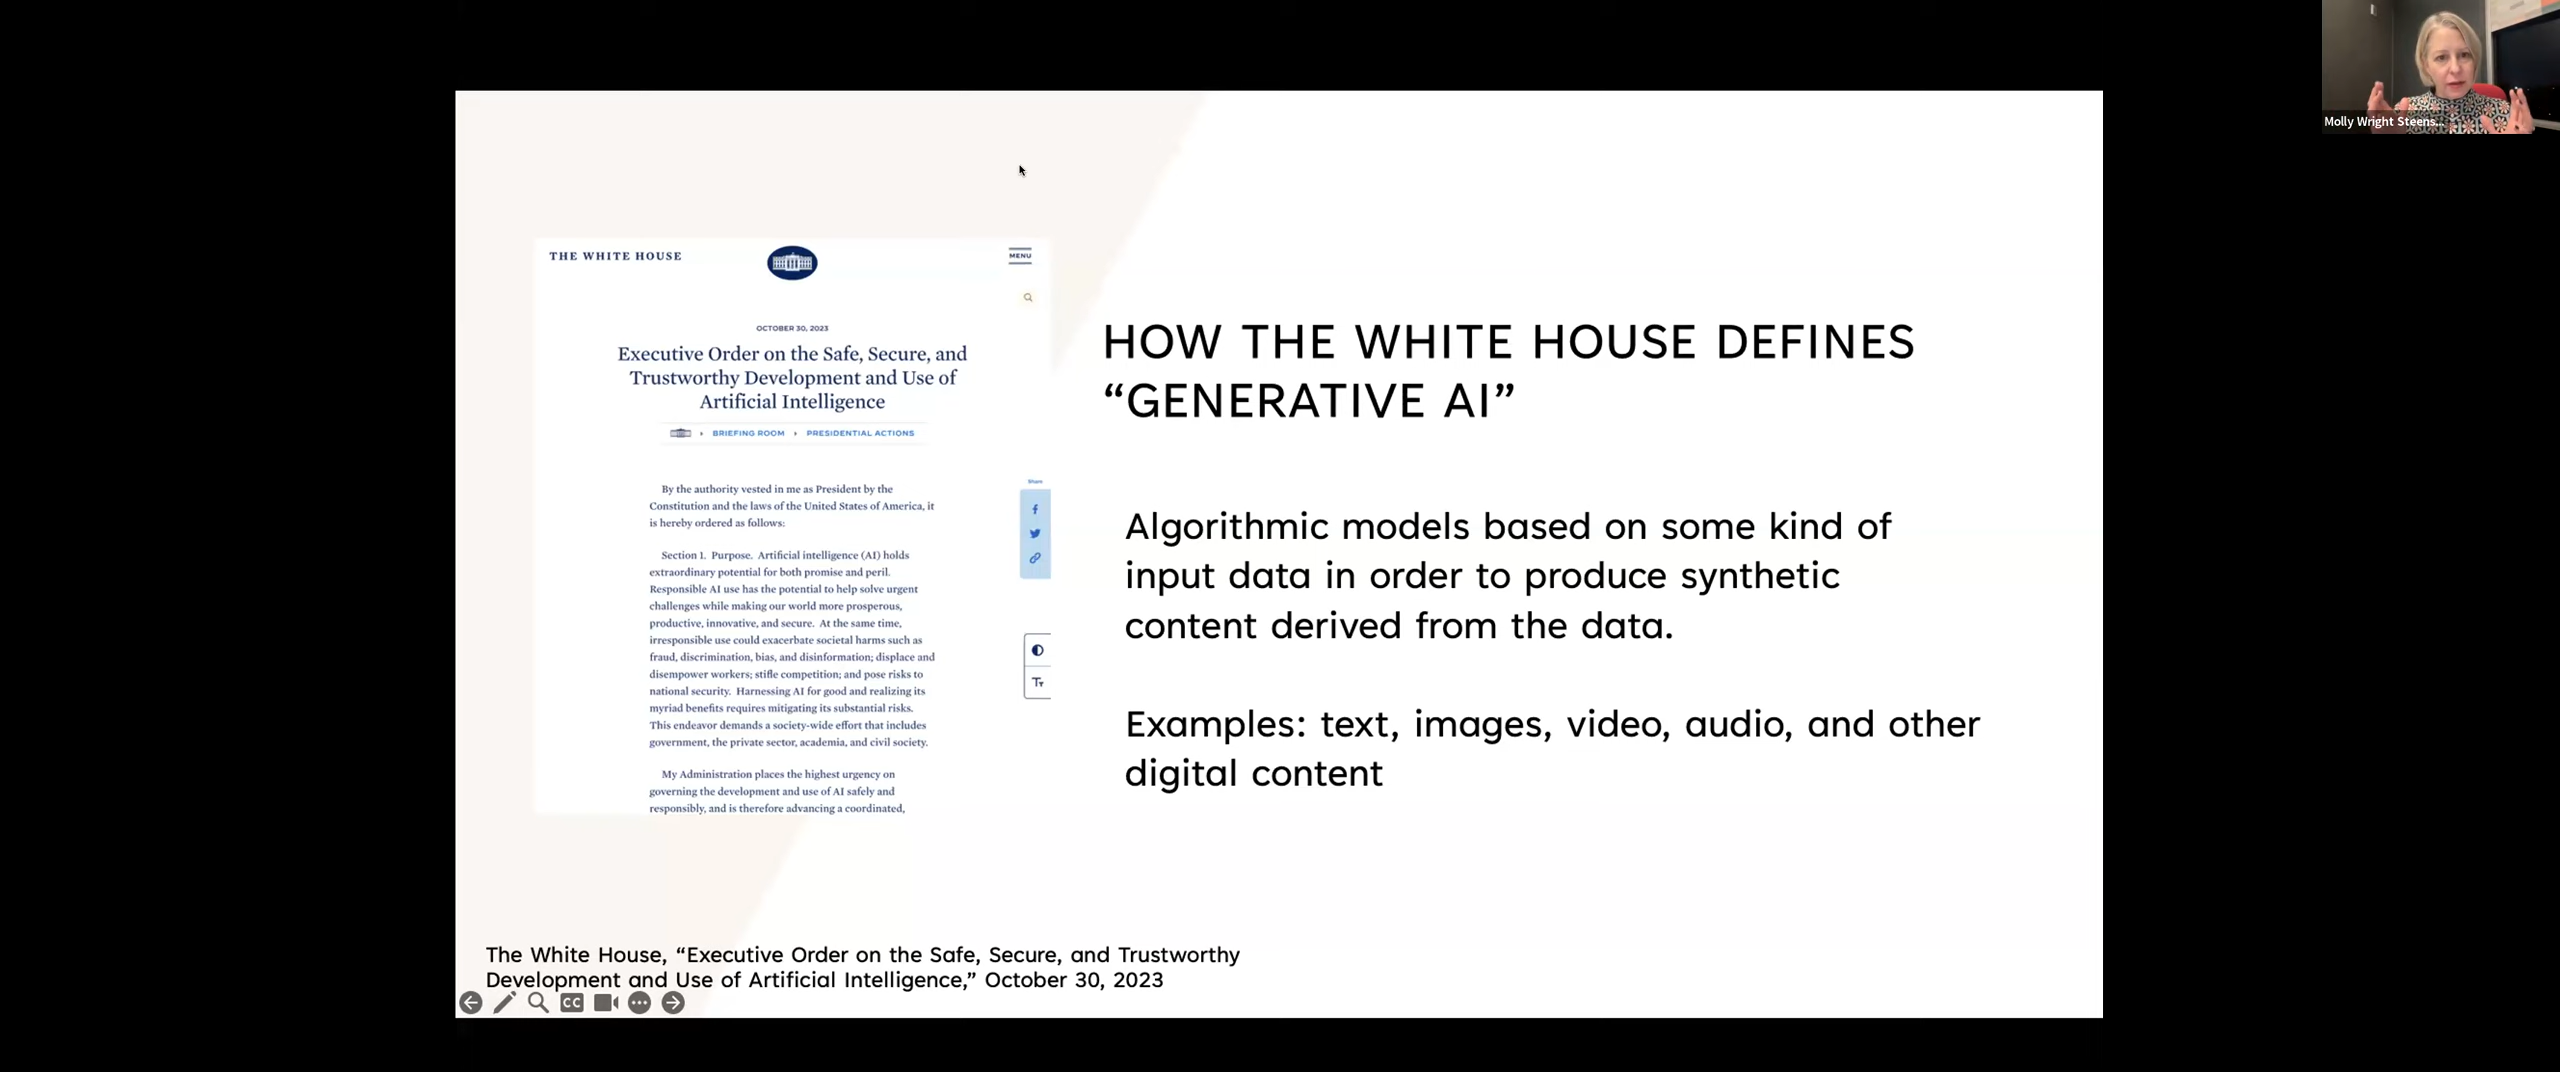 Molly Wright Steens...
THE WHITE HOUSE
MENU
OCTOBER 30, 2023
Executive Order on the Safe, Secure, and
Trustworthy Development and Use of
Artificial Intelligence
BRIEFING ROOM
PRESIDENTIAL ACTIONS
By the authority vested in me as President by the
Constitution and the laws of the United States of America, it
is hereby ordered as follows:
Section 1. Purpose. Artificial intelligence (AI) holds
extraordinary potential for both promise and peril.
Responsible AI use has the potential to help solve urgent
challenges while making our world more prosperous,
productive, innovative, and secure. At the same time,
irresponsible use could exacerbate societal harms such as
fraud, discrimination, bias, and disinformation; displace and
disempower workers; stifle competition; and pose risks to
national security. Harnessing AI for good and realizing its
myriad benefits requires mitigating its substantial risks.
This endeavor demands a society-wide effort that includes
government, the private sector, academia, and civil society.
My Administration places the highest urgency on
governing the development and use of AI safely and
responsibly, and is therefore advancing a coordinated,
Share
f
TT
HOW THE WHITE HOUSE DEFINES
“GENERATIVE AI”
Algorithmic models based on some kind of
input data in order to produce synthetic
content derived from the data.
Examples: text, images, video, audio, and other
digital content
The White House, “Executive Order on the Safe, Secure, and Trustworthy
Development and Use of Artificial Intelligence,” October 30, 2023
CC